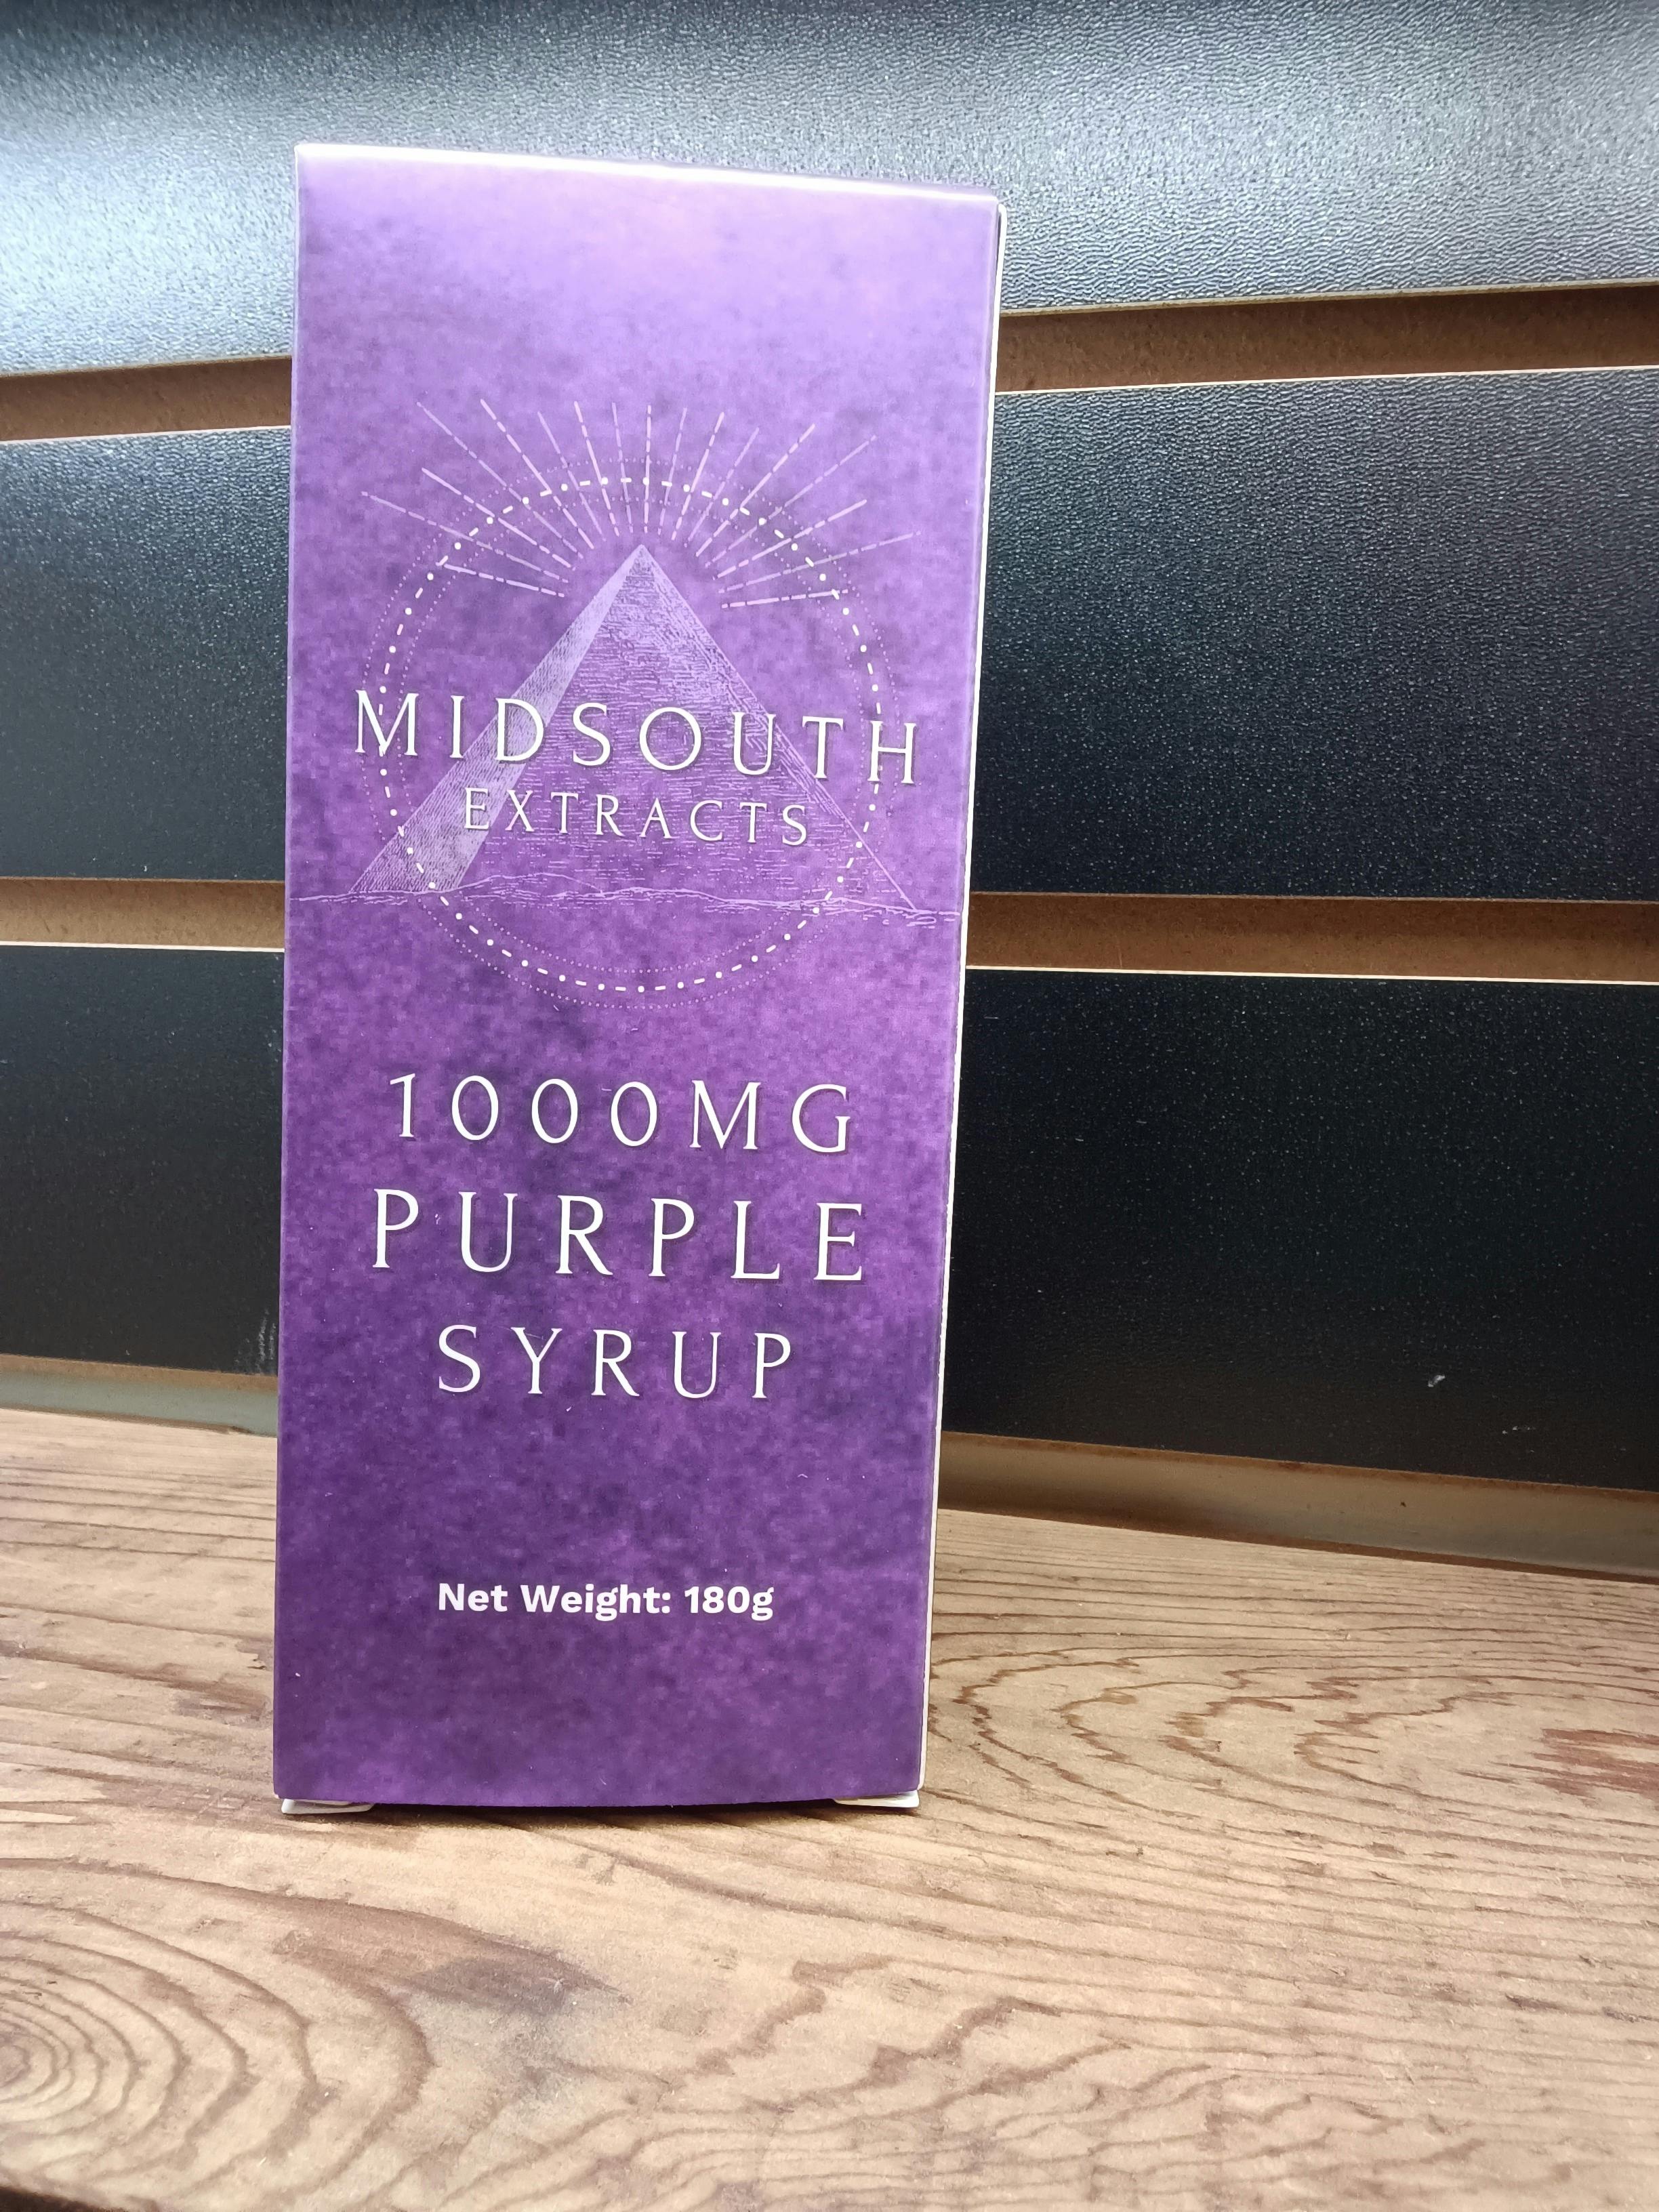 MIDSOUTH
EXTRACTS
1000MG
PURPLE
SYRUP
Net Weight: 180g